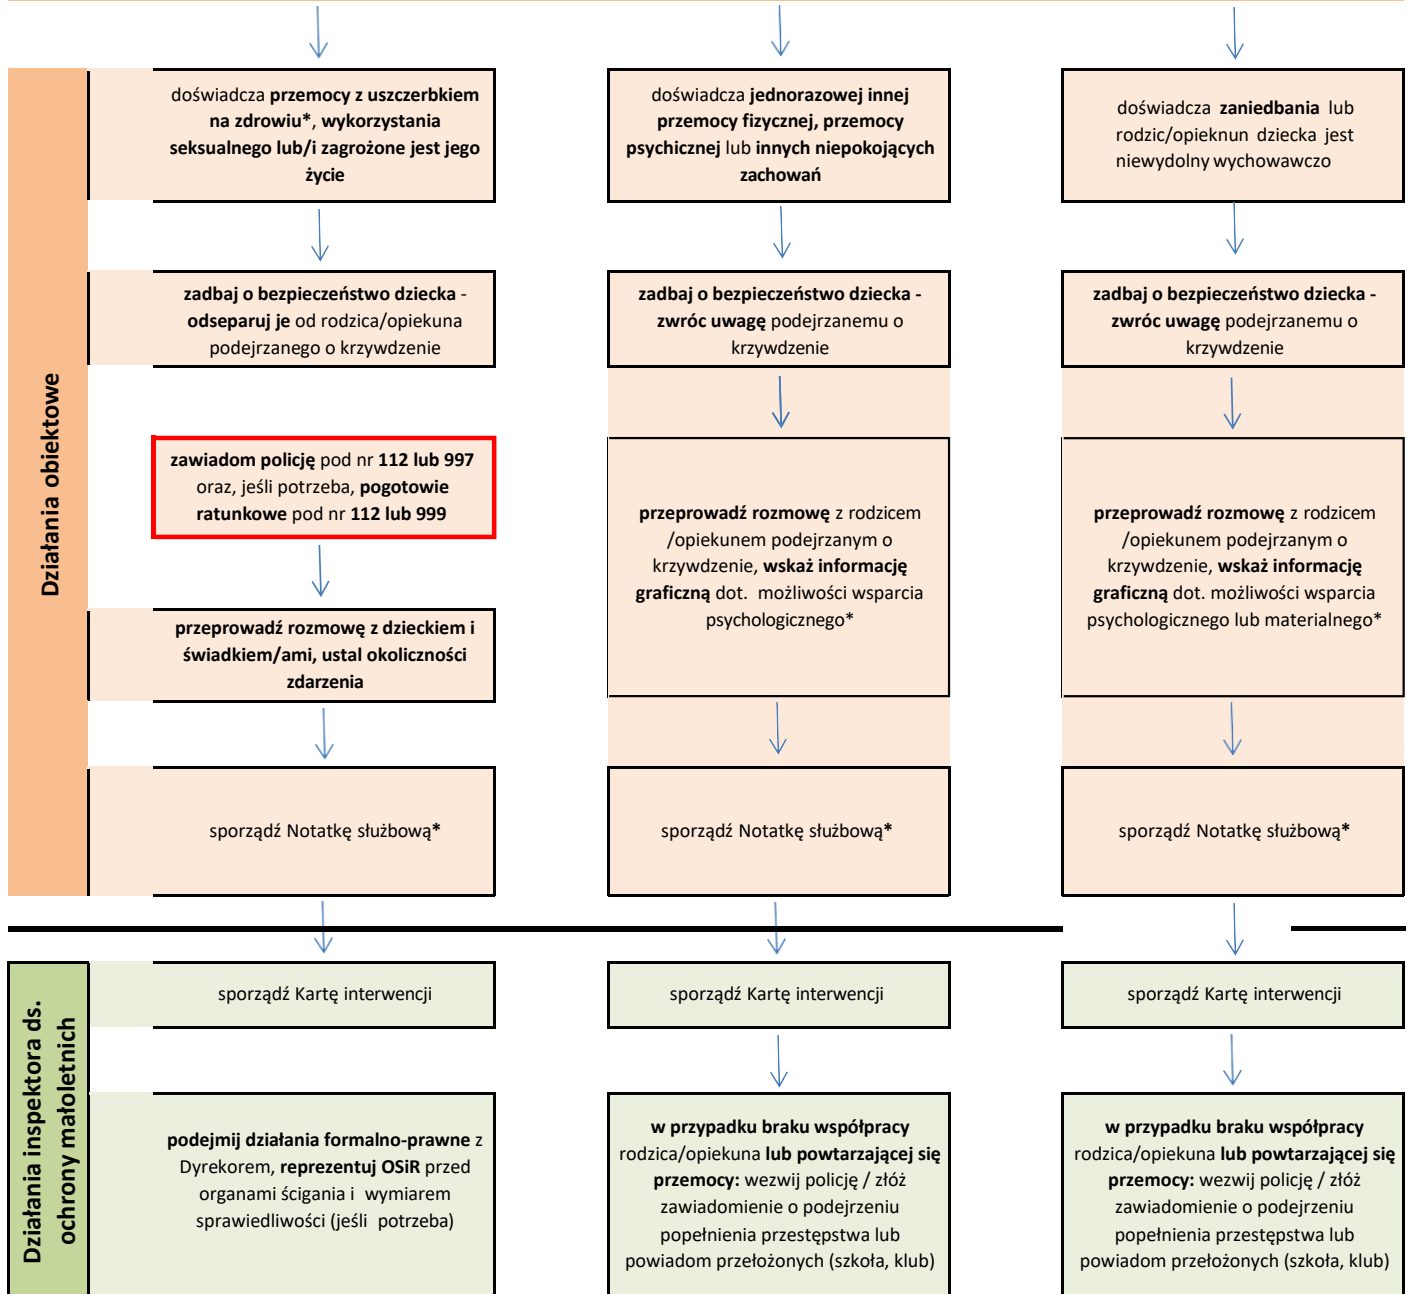 doświadcza przemocy z uszczerbkiem
na zdrowiu*, wykorzystania
seksualnego lub/i zagrożone jest jego
życie
doświadcza jednorazowej innej
przemocy fizycznej, przemocy
psychicznej lub innych niepokojących
zachowań
doświadcza zaniedbania lub
rodzic/opieknun dziecka jest
niewydolny wychowawczo
Działania obiektowe
zadbaj o bezpieczeństwo dziecka -
odseparuj je od rodzica/opiekuna
podejrzanego o krzywdzenie
zadbaj o bezpieczeństwo dziecka -
zwróc uwagę podejrzanemu o
krzywdzenie
zadbaj o bezpieczeństwo dziecka -
zwróc uwagę podejrzanemu o
krzywdzenie
zawiadom policję pod nr 112 lub 997
oraz, jeśli potrzeba, pogotowie
ratunkowe pod nr 112 lub 999
przeprowadź rozmowę z rodzicem
/opiekunem podejrzanym o
krzywdzenie, wskaż informację
graficzną dot. możliwości wsparcia
psychologicznego*
przeprowadź rozmowę z rodzicem
/opiekunem podejrzanym o
krzywdzenie, wskaż informację
graficzną dot. możliwości wsparcia
psychologicznego lub materialnego*
przeprowadź rozmowę z dzieckiem i
świadkiem/ami, ustal okoliczności
zdarzenia
sporządź Notatkę służbową*
sporządź Notatkę służbową*
sporządź Notatkę służbową*
Działania inspektora ds.
ochrony małoletnich
sporządź Kartę interwencji
sporządź Kartę interwencji
sporządź Kartę interwencji
podejmij działania formalno-prawne z
Dyrekorem, reprezentuj OSiR przed
organami ścigania i wymiarem
sprawiedliwości (jeśli potrzeba)
w przypadku braku współpracy
rodzica/opiekuna lub powtarzającej się
przemocy: wezwij policję / złóż
zawiadomienie o podejrzeniu
popełnienia przestępstwa lub
powiadom przełożonych (szkoła, klub)
w przypadku braku współpracy
rodzica/opiekuna lub powtarzającej się
przemocy: wezwij policję / złóż
zawiadomienie o podejrzeniu
popełnienia przestępstwa lub
powiadom przełożonych (szkoła, klub)